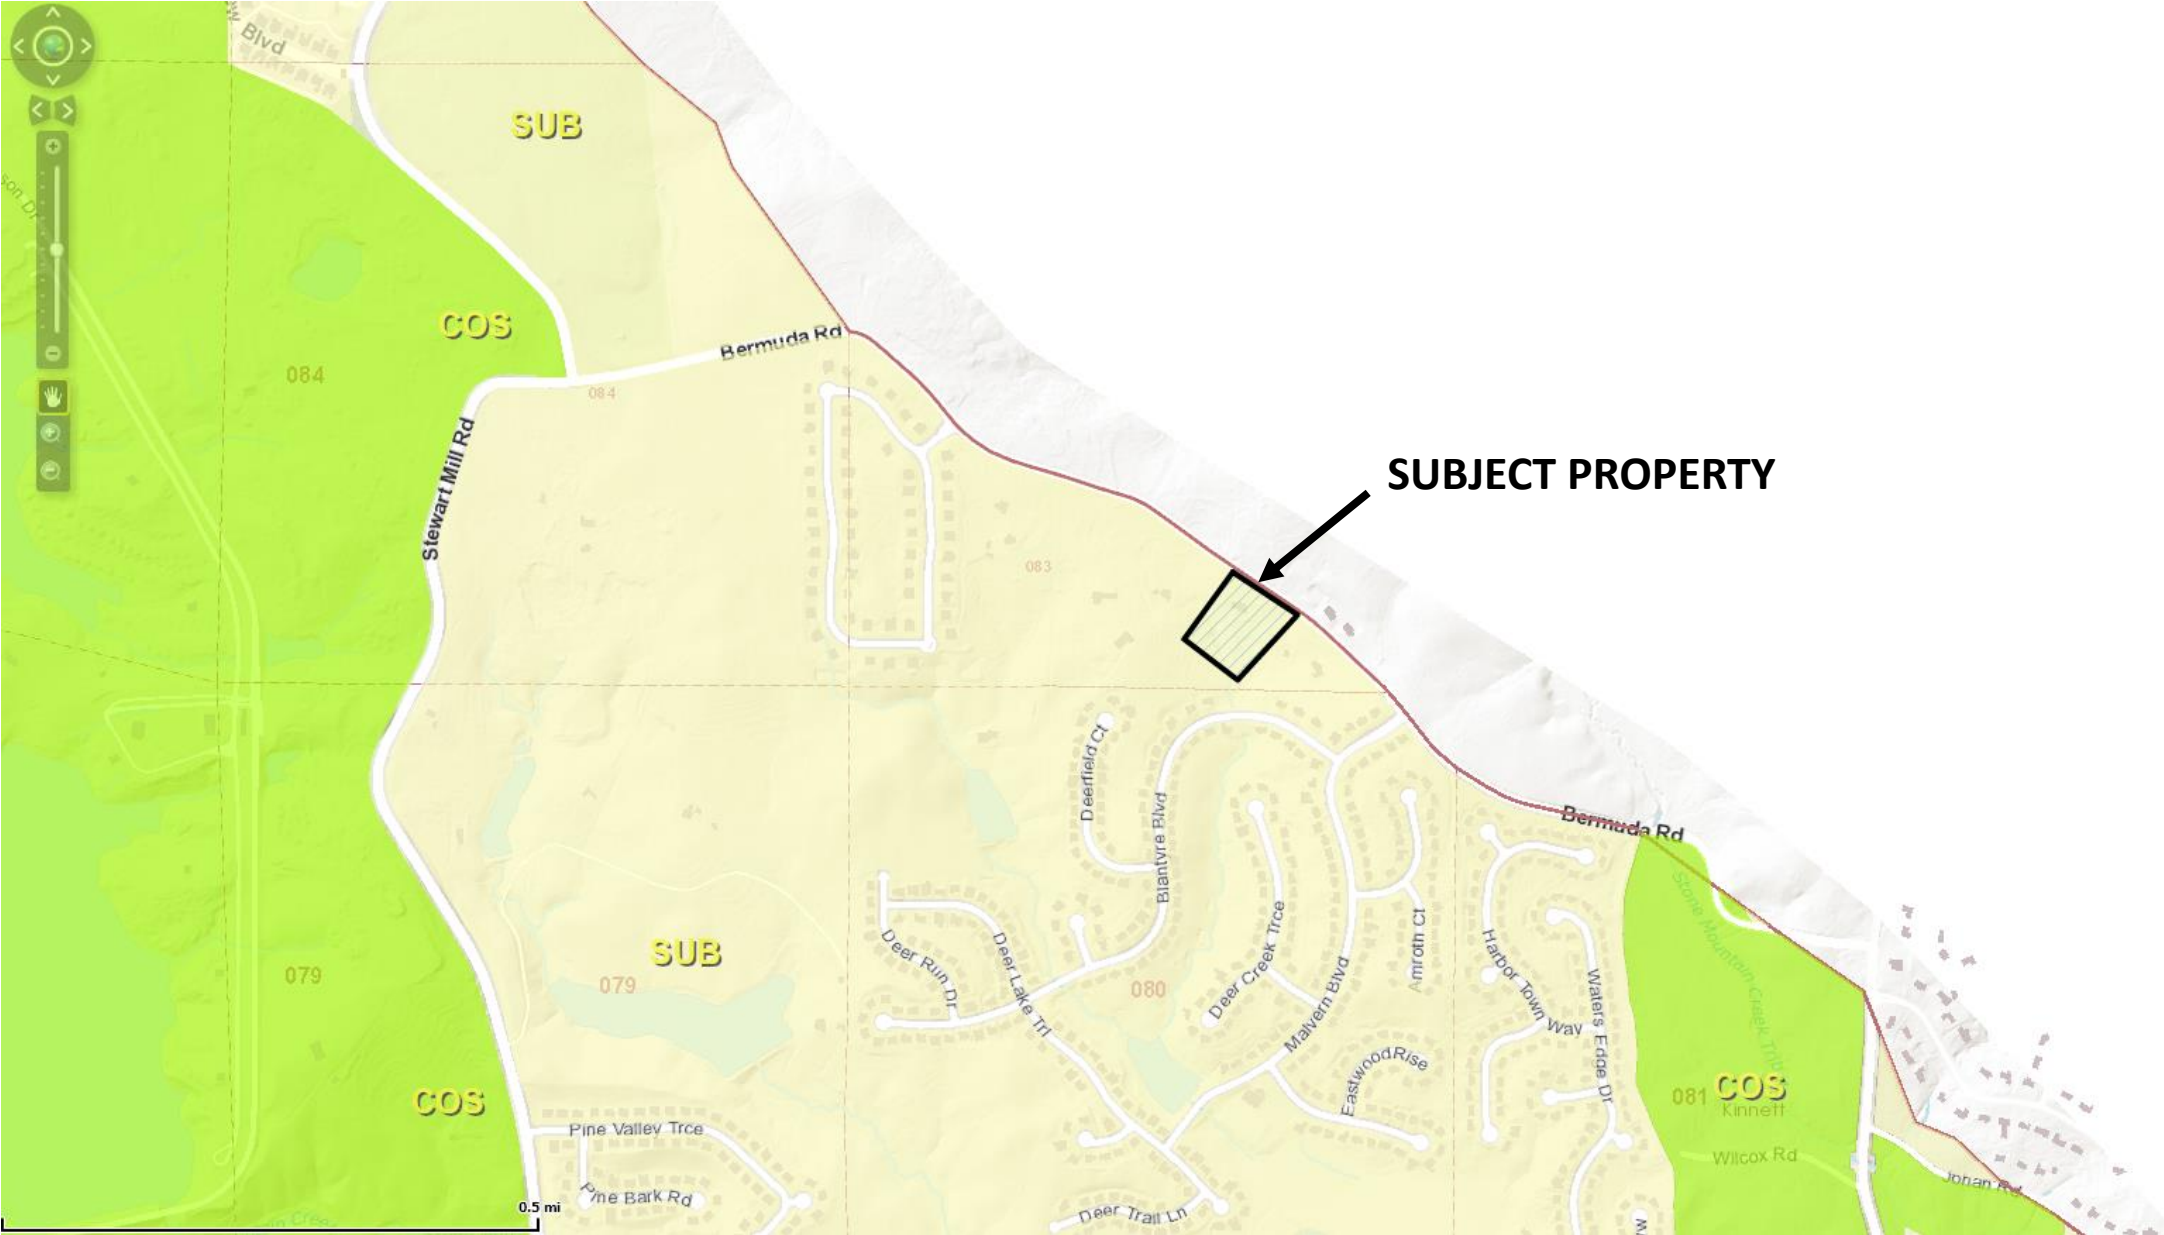 Blvd
SUB
son Dr
COS
Bermuda Rd
084
084
Stewart Mill Rd
SUBJECT PROPERTY
083
Deerfield Ct
Blantyre Blvd
Bermuda Rd
Stone Mountain Creek Trib
Deer Run Dr
Deer Lake Trl
Deer Creek Trce
Amroth Ct
Harbor Town Way
SUB
079
079
080
Malvern Blvd
Waters Edge Dr
Eastwood Rise
COS
081
COS
Kinnett
Pine Valley Trce
Wilcox Rd
Pine Bark Rd
0.5 mi
Deer Trail Ln